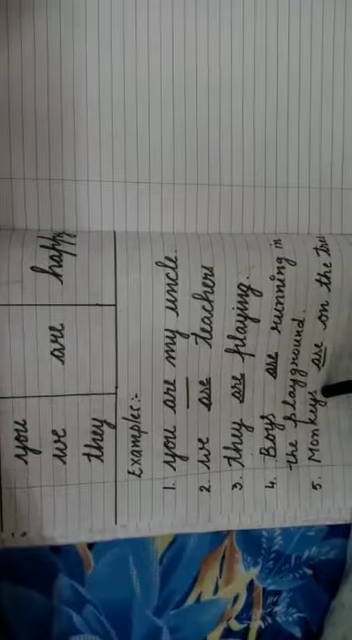 you
we are happy
they
Examples:-
1. you are my uncle.
2. we are teachers
3. they are playing.
4. Boys are running in
the playground.
5. Monkeys are on the